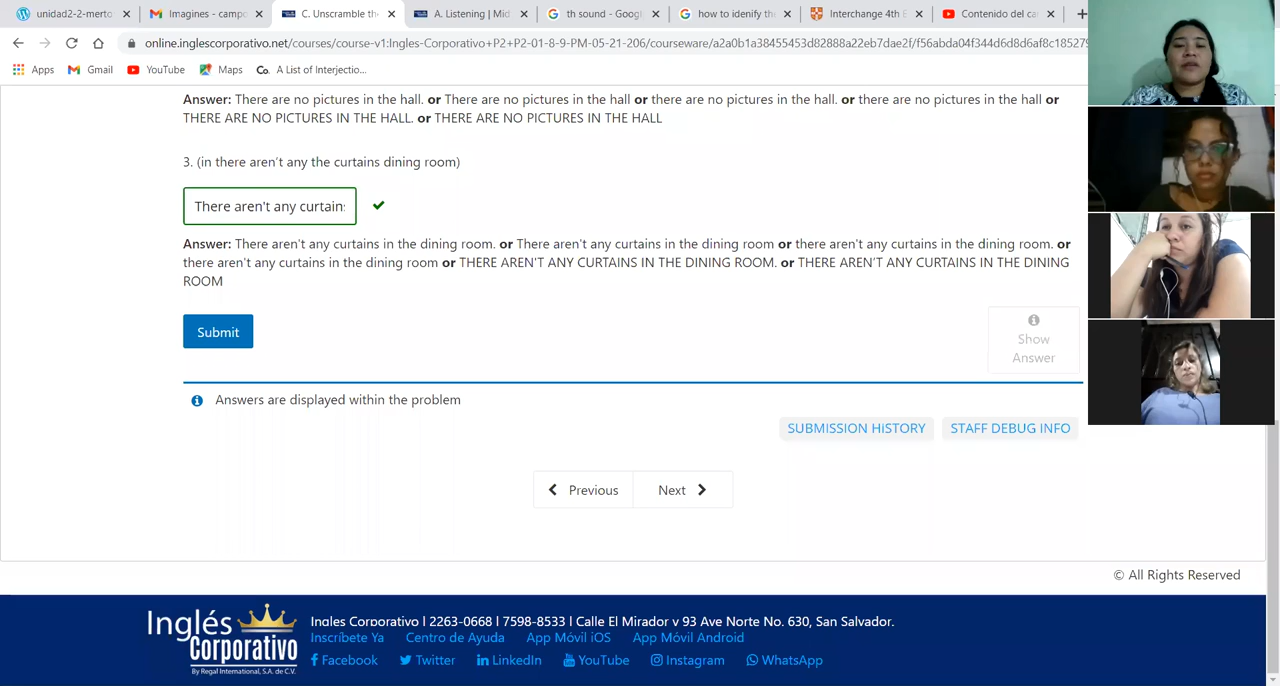 unidad2-2-merto
Imagines - campo
C. Unscramble the
A. Listening | Mid
th sound - Googl
how to idenify the
Interchange 4th E
Contenido del ca
online.inglescorporativo.net/courses/course-v1:Ingles-Corporativo+P2+P2-01-8-9-PM-05-21-206/courseware/a2a0b1a38455453d82888a22eb7dae2f/f56abda04f344d6d8d6af8c185279
Apps Gmail YouTube Maps Co. A List of Interjectio...
Answer: There are no pictures in the hall. or There are no pictures in the hall or there are no pictures in the hall. or there are no pictures in the hall or
THERE ARE NO PICTURES IN THE HALL. or THERE ARE NO PICTURES IN THE HALL
3. (in there aren't any the curtains dining room)
There aren't any curtain
Answer: There aren't any curtains in the dining room. or There aren't any curtains in the dining room or there aren't any curtains in the dining room. or
there aren't any curtains in the dining room or THERE AREN'T ANY CURTAINS IN THE DINING ROOM. or THERE AREN'T ANY CURTAINS IN THE DINING
ROOM
Submit
Show
Answer
Answers are displayed within the problem
SUBMISSION HISTORY STAFF DEBUG INFO
Previous Next
© All Rights Reserved
Inglés
Corporativo
By Regal International, S.A. de C.V.
Ingles Corporativo | 2263-0668 | 7598-8533 | Calle El Mirador y 93 Ave Norte No. 630, San Salvador.
Inscríbete Ya Centro de Ayuda App Móvil iOS App Móvil Android
Facebook Twitter LinkedIn YouTube Instagram WhatsApp